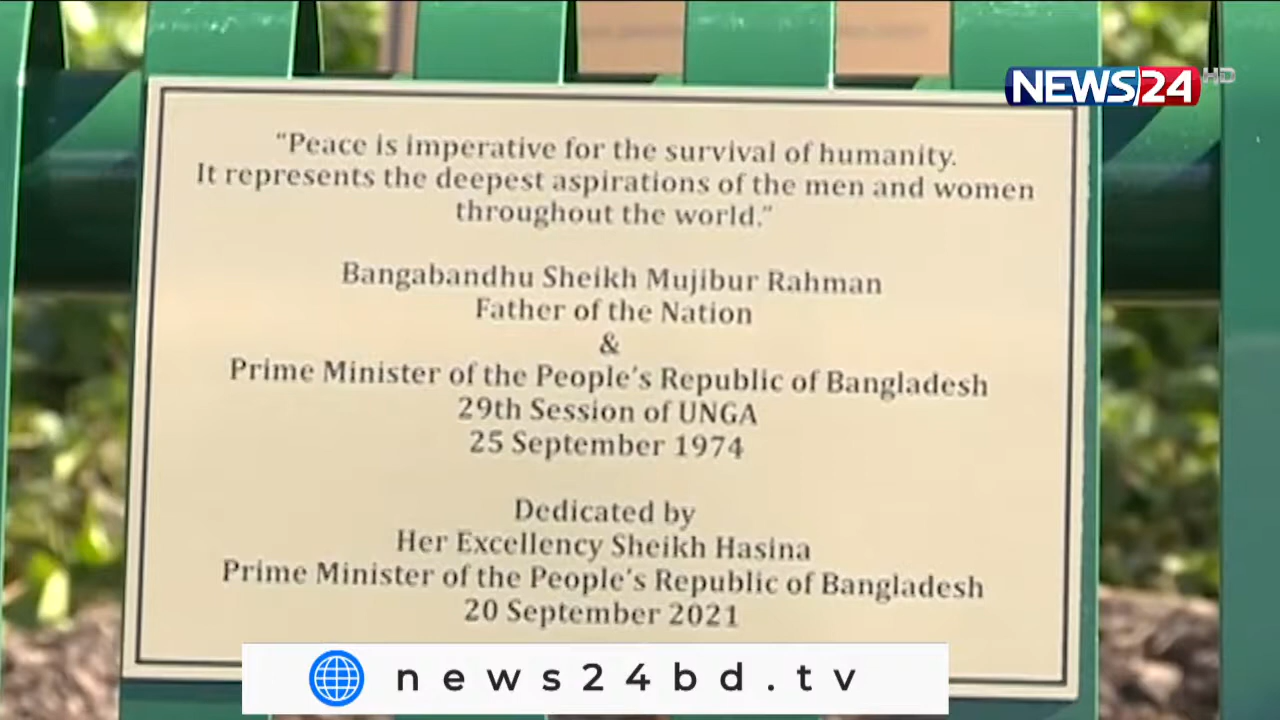 NEWS24 HD
"Peace is imperative for the survival of humanity.
It represents the deepest aspirations of the men and women
throughout the world."
Bangabandhu Sheikh Mujibur Rahman
Father of the Nation
&
Prime Minister of the People's Republic of Bangladesh
29th Session of UNGA
25 September 1974
Dedicated by
Her Excellency Sheikh Hasina
Prime Minister of the People's Republic of Bangladesh
20 September 2021
news24bd.tv